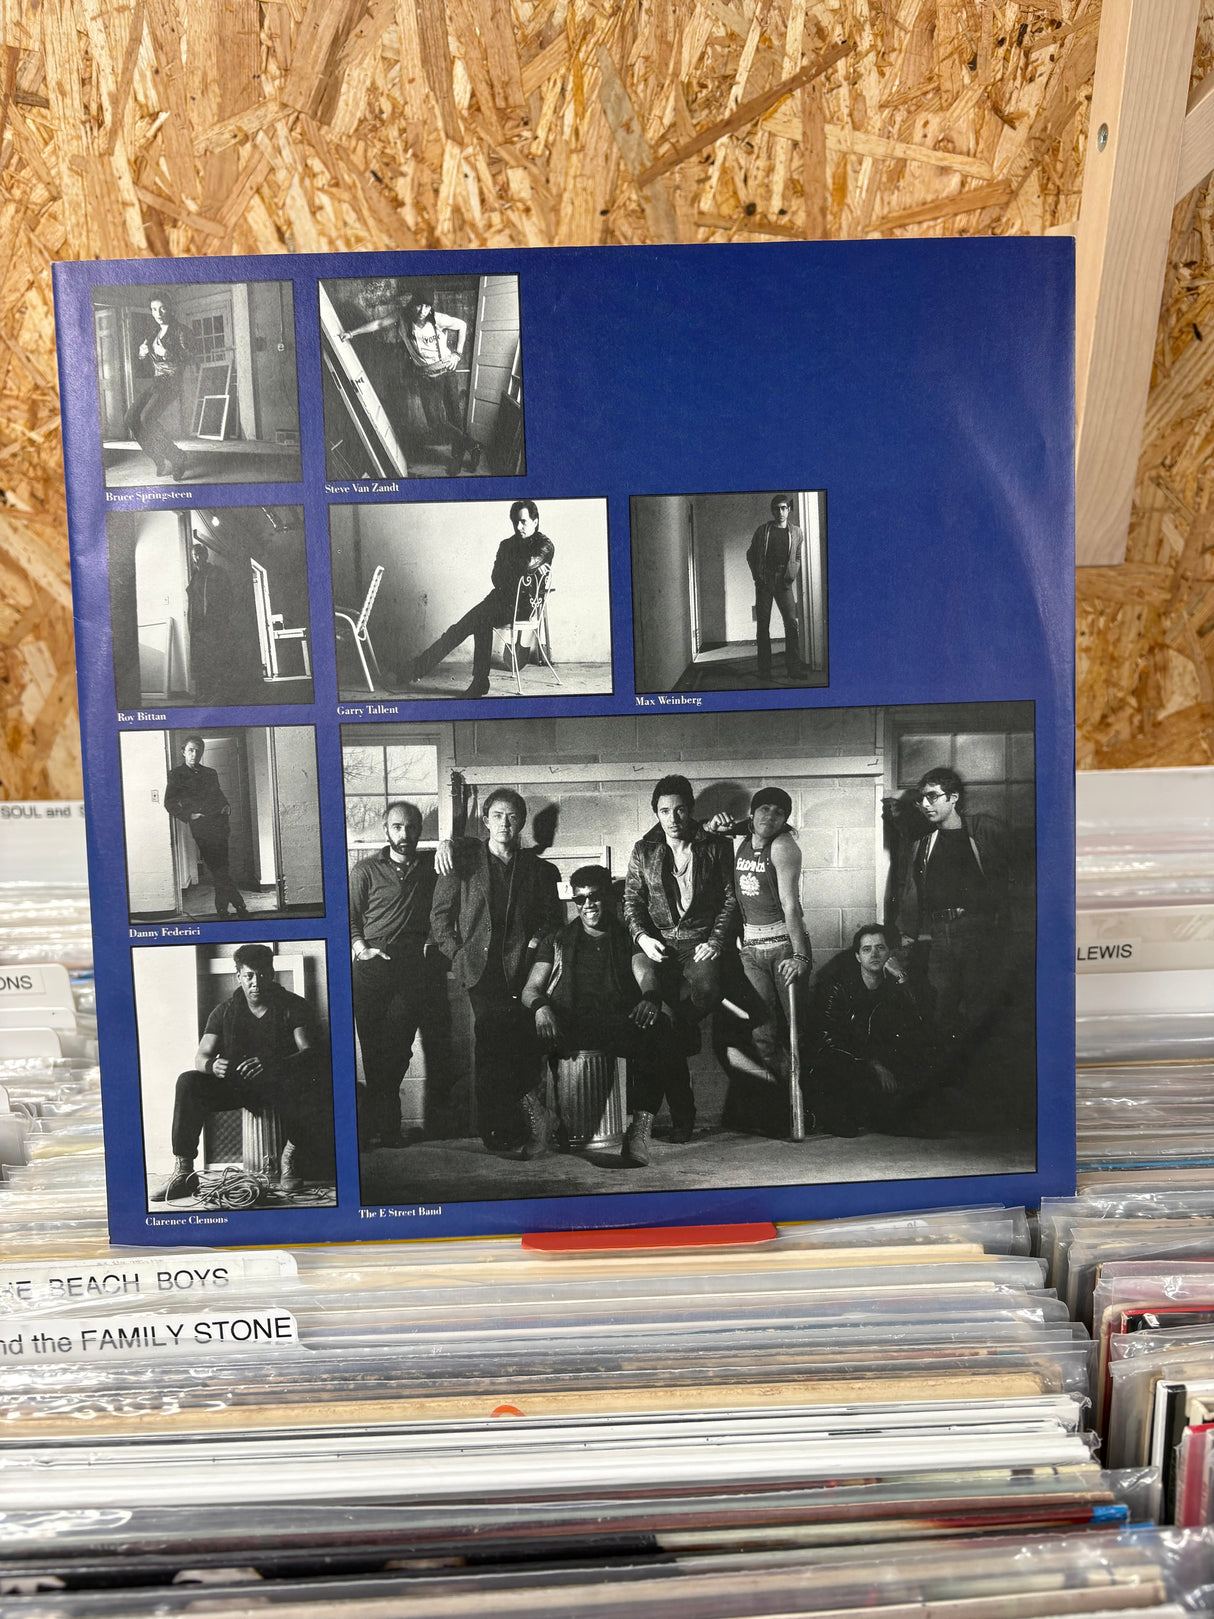 Bruce Springsteen
Steve Van Zandt
Roy Bittan
Garry Tallent
Max Weinberg
Danny Federici
Clarence Clemons
The E Street Band
SOUL and
ONS
LEWIS
HE BEACH BOYS
nd the FAMILY STONE